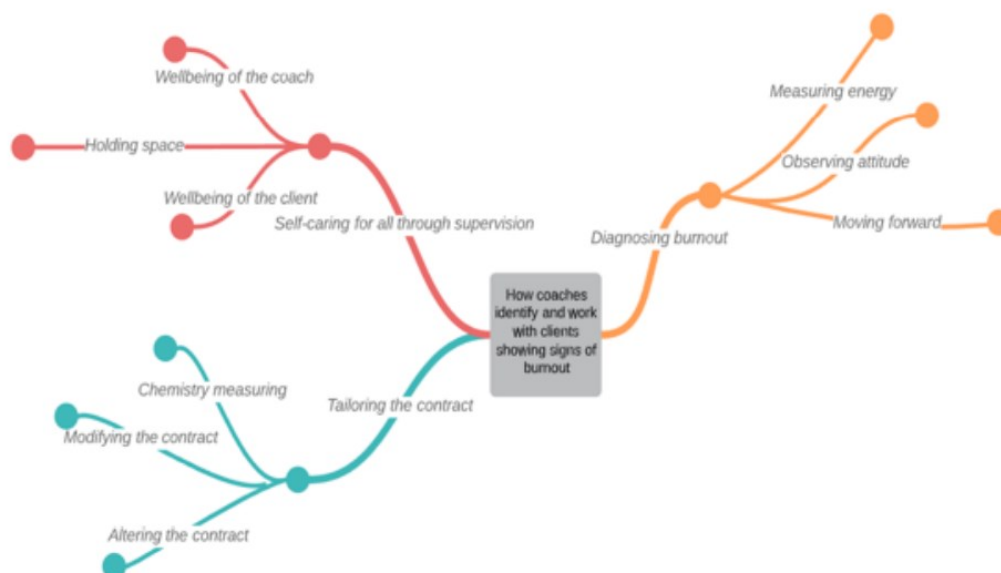 Wellbeing of the coach
Holding space
Wellbeing of the client
Self-caring for all through supervision
Measuring energy
Observing attitude
Moving forward
Diagnosing burnout
How coaches
identify and work
with clients
showing signs of
burnout
Chemistry measuring
Tailoring the contract
Modifying the contract
Altering the contract